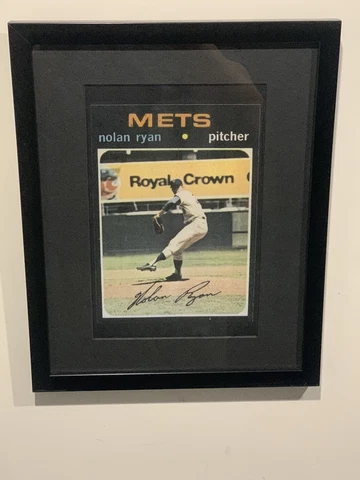 METS
nolan ryan • pitcher
Royal Crown
Nolan Ryan